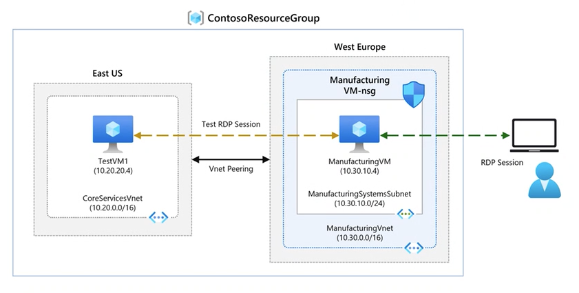 ContosoResourceGroup
West Europe
East US
Manufacturing
VM-nsg
Test RDP Session
TestVM1
(10.20.20.4)
Vnet Peering
ManufacturingVM
(10.30.10.4)
RDP Session
CoreServicesVnet
(10.20.0.0/16)
ManufacturingSystemsSubnet
(10.30.10.0/24)
ManufacturingVnet
(10.30.0.0/16)